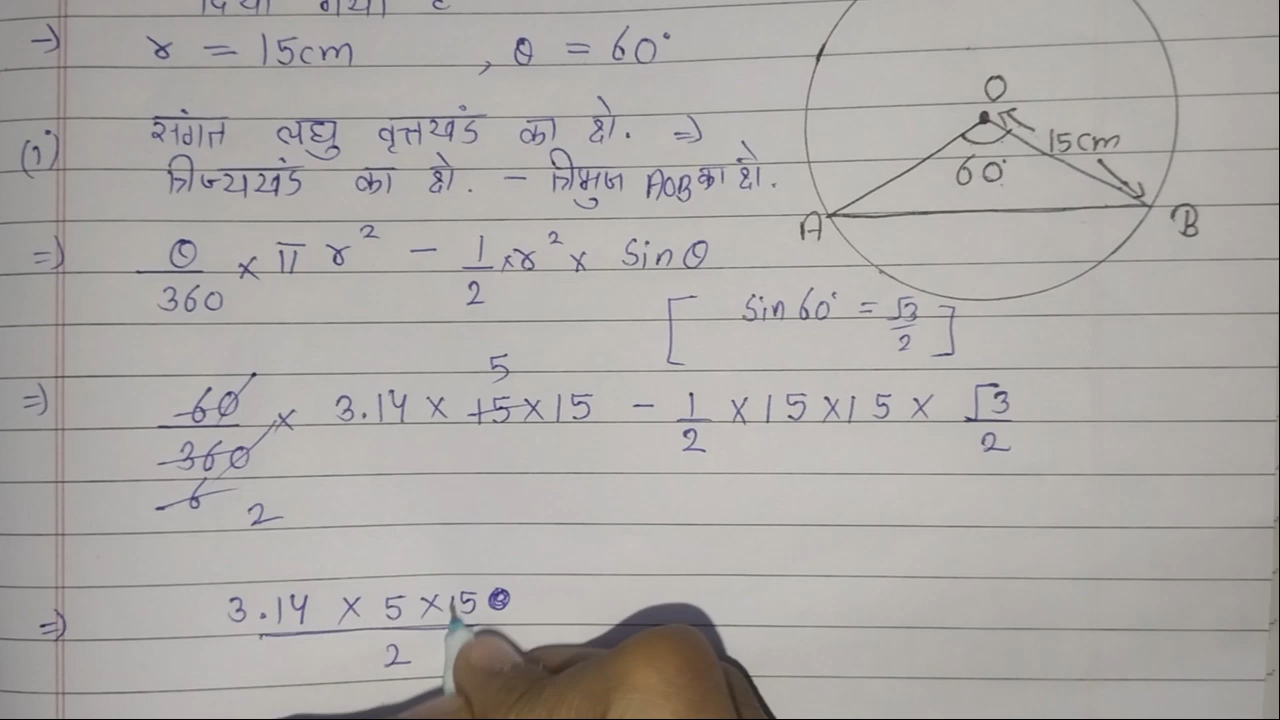 दिया गया है
→ r = 15cm , θ = 60°
(i) संगत लघु वृत्तखंड का क्षे. ⇒
त्रिज्यखंड का क्षे. – त्रिभुज AOB का क्षे.
⇒ θ/360 × π r² – 1/2 × r² × Sinθ
[ Sin 60° = √3/2 ]
5
⇒ 60/360 × 3.14 × 15 × 15 – 1/2 × 15 × 15 × √3/2
6 2
⇒ 3.14 × 5 × 15 / 2
O
15cm
60°
A
B